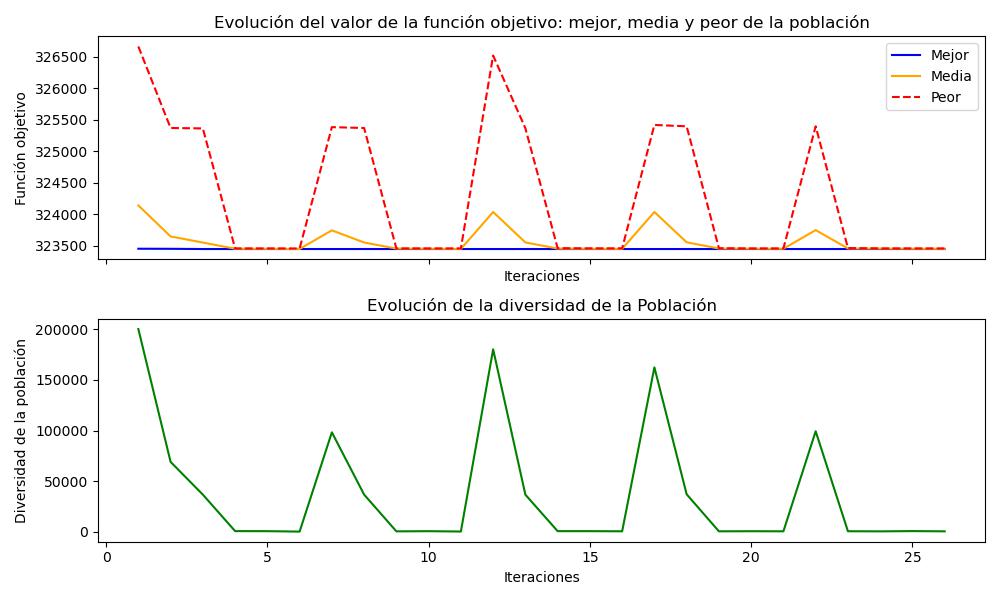 Evolución del valor de la función objetivo: mejor, media y peor de la población
Función objetivo
326500
326000
325500
325000
324500
324000
323500
Mejor
Media
Peor
Iteraciones
Evolución de la diversidad de la Población
Diversidad de la población
200000
150000
100000
50000
0
0 5 10 15 20 25
Iteraciones